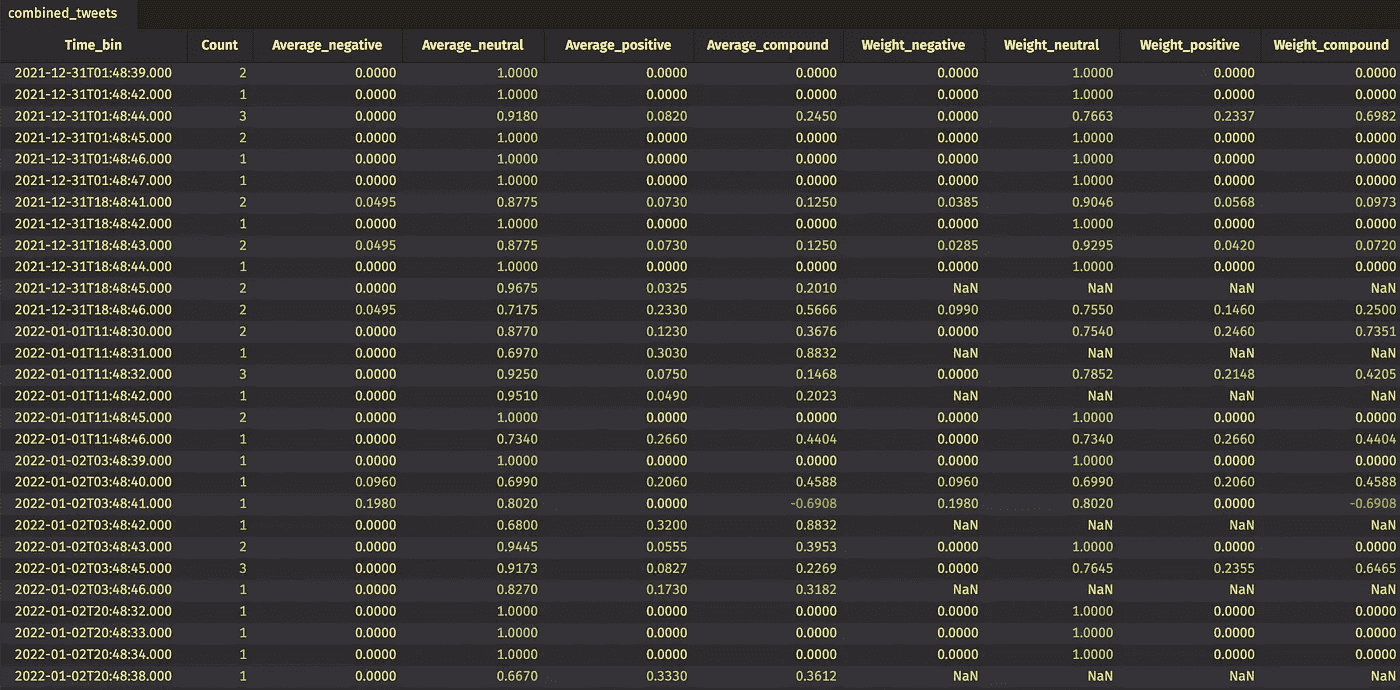 combined_tweets
Time_bin Count Average_negative Average_neutral Average_positive Average_compound Weight_negative Weight_neutral Weight_positive Weight_compound
2021-12-31T01:48:39.000 2 0.0000 1.0000 0.0000 0.0000 0.0000 1.0000 0.0000 0.0000
2021-12-31T01:48:42.000 1 0.0000 1.0000 0.0000 0.0000 0.0000 1.0000 0.0000 0.0000
2021-12-31T01:48:44.000 3 0.0000 0.9180 0.0820 0.2450 0.0000 0.7663 0.2337 0.6982
2021-12-31T01:48:45.000 2 0.0000 1.0000 0.0000 0.0000 0.0000 1.0000 0.0000 0.0000
2021-12-31T01:48:46.000 1 0.0000 1.0000 0.0000 0.0000 0.0000 1.0000 0.0000 0.0000
2021-12-31T01:48:47.000 1 0.0000 1.0000 0.0000 0.0000 0.0000 1.0000 0.0000 0.0000
2021-12-31T18:48:41.000 2 0.0495 0.8775 0.0730 0.1250 0.0385 0.9046 0.0568 0.0973
2021-12-31T18:48:42.000 1 0.0000 1.0000 0.0000 0.0000 0.0000 1.0000 0.0000 0.0000
2021-12-31T18:48:43.000 2 0.0495 0.8775 0.0730 0.1250 0.0285 0.9295 0.0420 0.0720
2021-12-31T18:48:44.000 1 0.0000 1.0000 0.0000 0.0000 0.0000 1.0000 0.0000 0.0000
2021-12-31T18:48:45.000 2 0.0000 0.9675 0.0325 0.2010 NaN NaN NaN NaN
2021-12-31T18:48:46.000 2 0.0495 0.7175 0.2330 0.5666 0.0990 0.7550 0.1460 0.2500
2022-01-01T11:48:30.000 2 0.0000 0.8770 0.1230 0.3676 0.0000 0.7540 0.2460 0.7351
2022-01-01T11:48:31.000 1 0.0000 0.6970 0.3030 0.8832 NaN NaN NaN NaN
2022-01-01T11:48:32.000 3 0.0000 0.9250 0.0750 0.1468 0.0000 0.7852 0.2148 0.4205
2022-01-01T11:48:42.000 1 0.0000 0.9510 0.0490 0.2023 NaN NaN NaN NaN
2022-01-01T11:48:45.000 2 0.0000 1.0000 0.0000 0.0000 0.0000 1.0000 0.0000 0.0000
2022-01-01T11:48:46.000 1 0.0000 0.7340 0.2660 0.4404 0.0000 0.7340 0.2660 0.4404
2022-01-02T03:48:39.000 1 0.0000 1.0000 0.0000 0.0000 0.0000 1.0000 0.0000 0.0000
2022-01-02T03:48:40.000 1 0.0960 0.6990 0.2060 0.4588 0.0960 0.6990 0.2060 0.4588
2022-01-02T03:48:41.000 1 0.1980 0.8020 0.0000 -0.6908 0.1980 0.8020 0.0000 -0.6908
2022-01-02T03:48:42.000 1 0.0000 0.6800 0.3200 0.8832 NaN NaN NaN NaN
2022-01-02T03:48:43.000 2 0.0000 0.9445 0.0555 0.3953 0.0000 1.0000 0.0000 0.0000
2022-01-02T03:48:45.000 3 0.0000 0.9173 0.0827 0.2269 0.0000 0.7645 0.2355 0.6465
2022-01-02T03:48:46.000 1 0.0000 0.8270 0.1730 0.3182 NaN NaN NaN NaN
2022-01-02T20:48:32.000 1 0.0000 1.0000 0.0000 0.0000 0.0000 1.0000 0.0000 0.0000
2022-01-02T20:48:33.000 1 0.0000 1.0000 0.0000 0.0000 0.0000 1.0000 0.0000 0.0000
2022-01-02T20:48:34.000 1 0.0000 1.0000 0.0000 0.0000 0.0000 1.0000 0.0000 0.0000
2022-01-02T20:48:38.000 1 0.0000 0.6670 0.3330 0.3612 NaN NaN NaN NaN